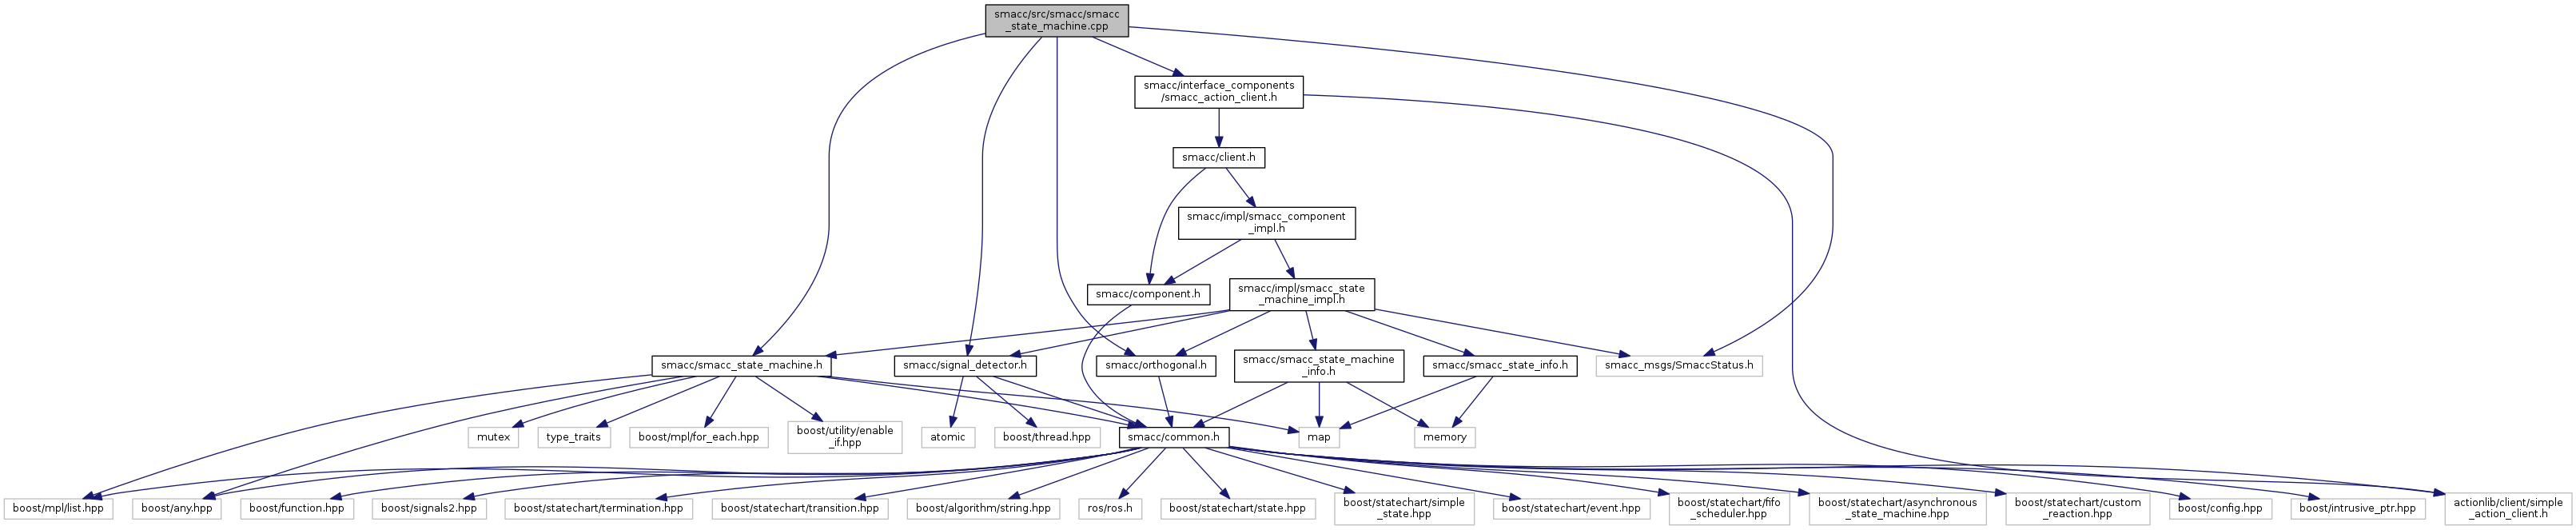 smacc/src/smacc/smacc
_state_machine.cpp
smacc/interface_components
/smacc_action_client.h
smacc/client.h
smacc/impl/smacc_component
_impl.h
smacc/component.h
smacc/impl/smacc_state
_machine_impl.h
smacc/smacc_state_machine.h
smacc/signal_detector.h
smacc/orthogonal.h
smacc/smacc_state_machine
_info.h
smacc/smacc_state_info.h
smacc_msgs/SmaccStatus.h
mutex
type_traits
boost/mpl/for_each.hpp
boost/utility/enable
_if.hpp
atomic
boost/thread.hpp
smacc/common.h
map
memory
boost/mpl/list.hpp
boost/any.hpp
boost/function.hpp
boost/signals2.hpp
boost/statechart/termination.hpp
boost/statechart/transition.hpp
boost/algorithm/string.hpp
ros/ros.h
boost/statechart/state.hpp
boost/statechart/simple
_state.hpp
boost/statechart/event.hpp
boost/statechart/fifo
_scheduler.hpp
boost/statechart/asynchronous
_state_machine.hpp
boost/statechart/custom
_reaction.hpp
boost/config.hpp
boost/intrusive_ptr.hpp
actionlib/client/simple
_action_client.h